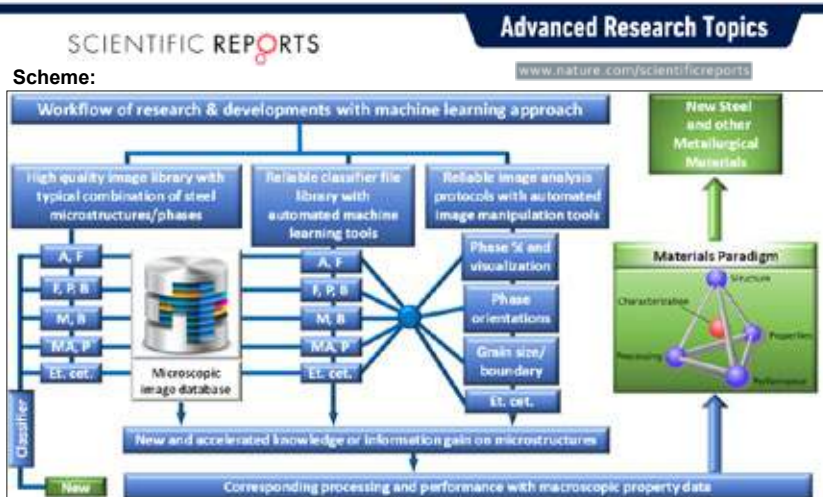 SCIENTIFIC REPORTS
Advanced Research Topics
www.nature.com/scientificreports
Scheme:
Workflow of research & developments with machine learning approach
High quality image library with
typical combination of steel
microstructures/phases
Reliable classifier file
library with
automated machine
learning tools
Reliable image analysis
protocols with automated
image manipulation tools
A, F
F, P, B
M, B
MA, P
Et. cet.
Microscopic
image database
A, F
F, P, B
M, B
MA, P
Et. cet.
Phase % and
visualization
Phase
orientations
Grain size/
boundary
Et. cet.
New and accelerated knowledge or information gain on microstructures
Classifier
New
Corresponding processing and performance with macroscopic property data
New Steel
and other
Metallurgical
Materials
Materials Paradigm
Structure
Characterization
Properties
Processing
Performance